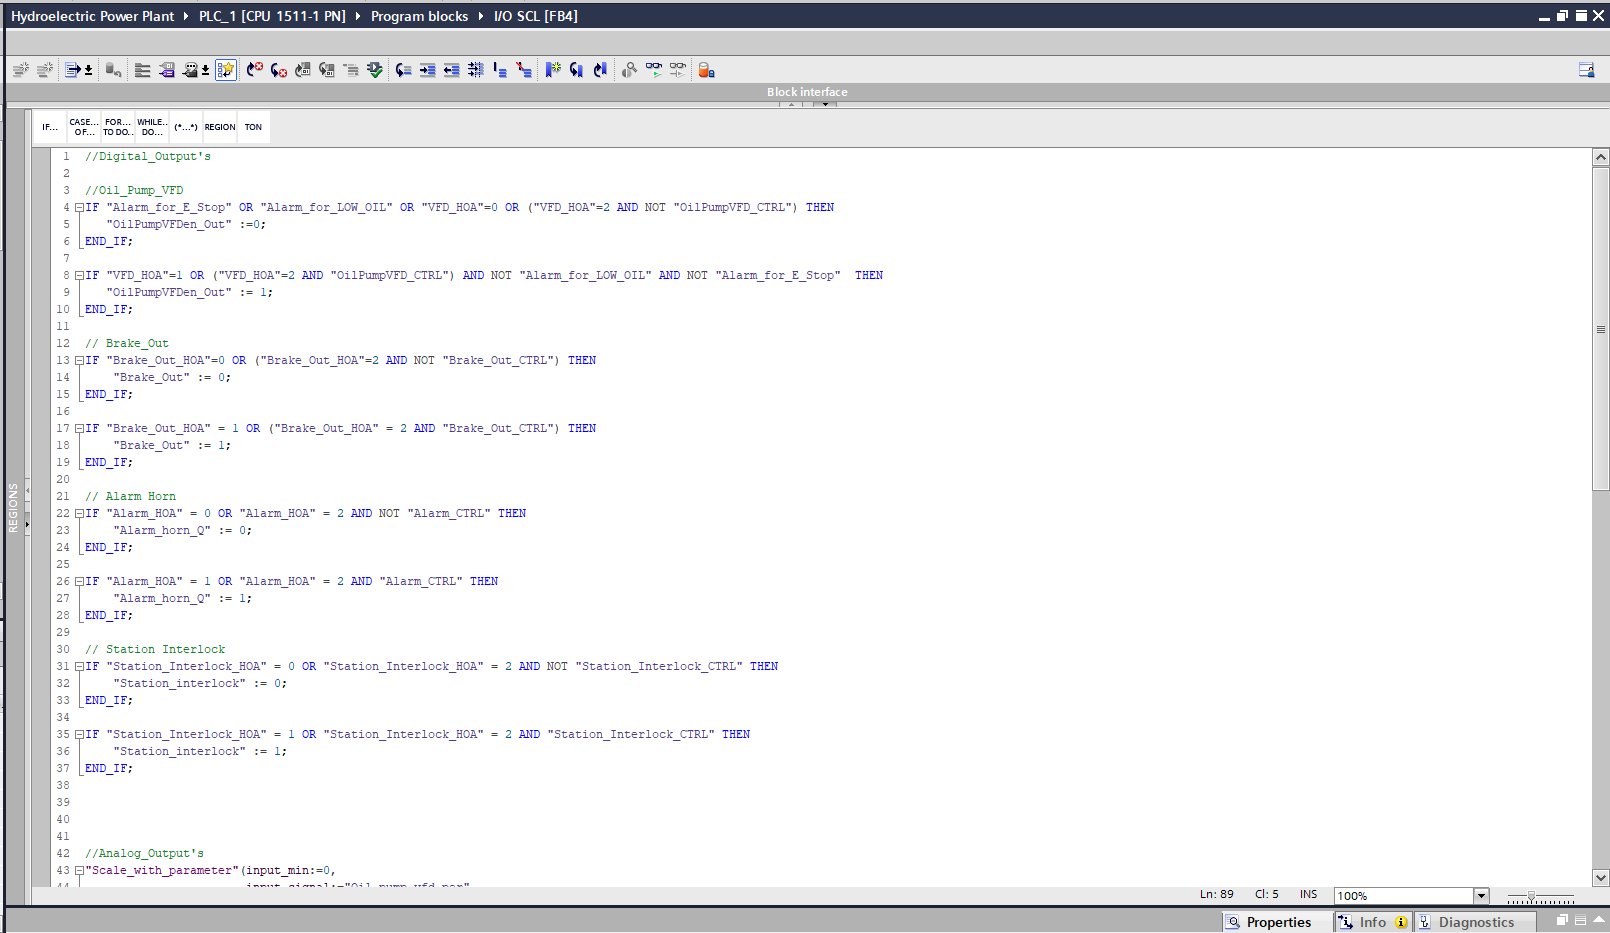 Hydroelectric Power Plant ▸ PLC_1 [CPU 1511-1 PN] ▸ Program blocks ▸ I/O SCL [FB4]
Block interface
IF... CASE... OF... FOR... TO DO.. WHILE.. DO... (*...*) REGION TON
1 //Digital_Output's
2
3 //Oil_Pump_VFD
4 IF "Alarm_for_E_Stop" OR "Alarm_for_LOW_OIL" OR "VFD_HOA"=0 OR ("VFD_HOA"=2 AND NOT "OilPumpVFD_CTRL") THEN
5 "OilPumpVFDen_Out" :=0;
6 END_IF;
7
8 IF "VFD_HOA"=1 OR ("VFD_HOA"=2 AND "OilPumpVFD_CTRL") AND NOT "Alarm_for_LOW_OIL" AND NOT "Alarm_for_E_Stop" THEN
9 "OilPumpVFDen_Out" := 1;
10 END_IF;
11
12 // Brake_Out
13 IF "Brake_Out_HOA"=0 OR ("Brake_Out_HOA"=2 AND NOT "Brake_Out_CTRL") THEN
14 "Brake_Out" := 0;
15 END_IF;
16
17 IF "Brake_Out_HOA" = 1 OR ("Brake_Out_HOA" = 2 AND "Brake_Out_CTRL") THEN
18 "Brake_Out" := 1;
19 END_IF;
20
21 // Alarm Horn
22 IF "Alarm_HOA" = 0 OR "Alarm_HOA" = 2 AND NOT "Alarm_CTRL" THEN
23 "Alarm_horn_Q" := 0;
24 END_IF;
25
26 IF "Alarm_HOA" = 1 OR "Alarm_HOA" = 2 AND "Alarm_CTRL" THEN
27 "Alarm_horn_Q" := 1;
28 END_IF;
29
30 // Station Interlock
31 IF "Station_Interlock_HOA" = 0 OR "Station_Interlock_HOA" = 2 AND NOT "Station_Interlock_CTRL" THEN
32 "Station_interlock" := 0;
33 END_IF;
34
35 IF "Station_Interlock_HOA" = 1 OR "Station_Interlock_HOA" = 2 AND "Station_Interlock_CTRL" THEN
36 "Station_interlock" := 1;
37 END_IF;
38
39
40
41
42 //Analog_Output's
43 "Scale_with_parameter"(input_min:=0,
44 input_signal:="Oil_pump_vfd_per",
REGIONS
Ln: 89 Cl: 5 INS 100%
Properties Info Diagnostics